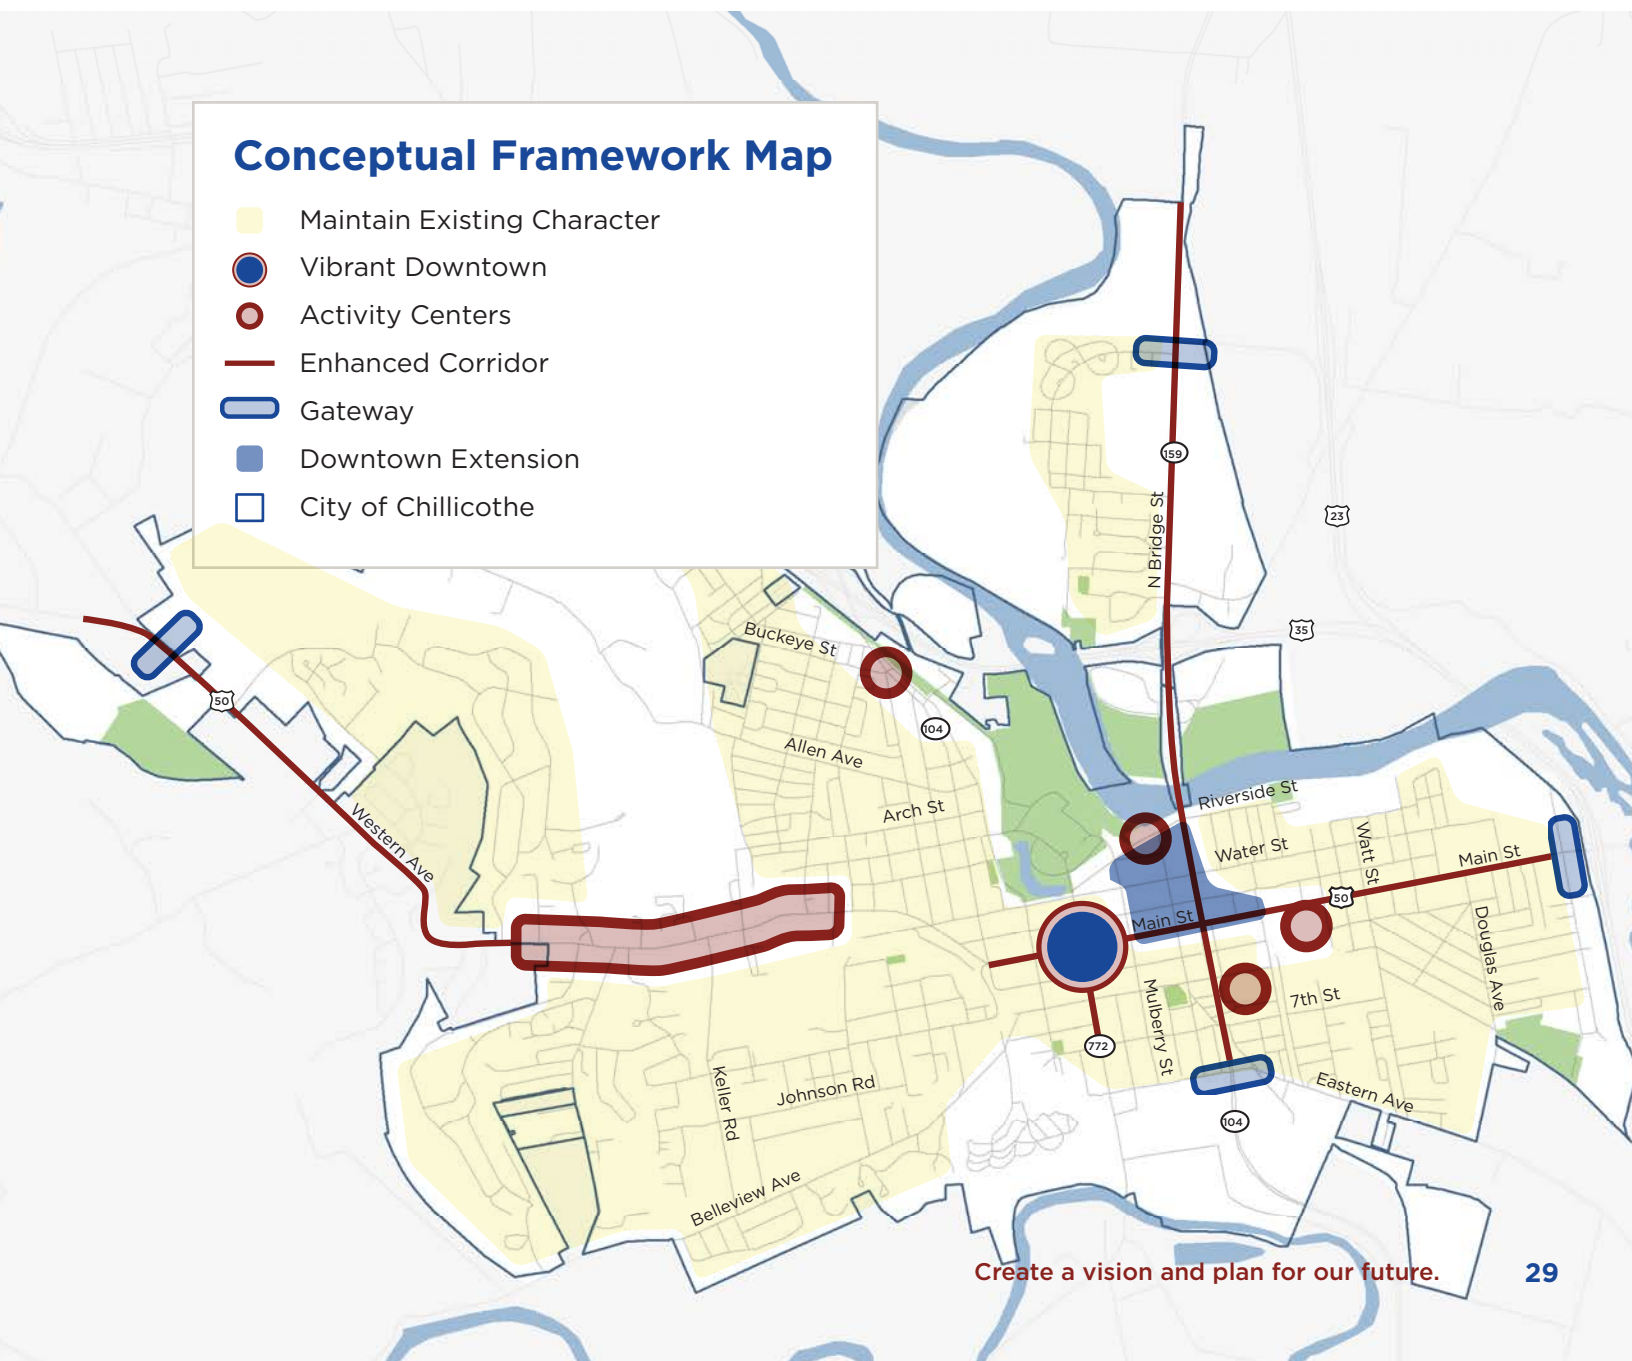 Conceptual Framework Map
Maintain Existing Character
Vibrant Downtown
Activity Centers
Enhanced Corridor
Gateway
Downtown Extension
City of Chillicothe
159
N Bridge St
23
35
Buckeye St
50
104
Allen Ave
Arch St
Riverside St
Western Ave
Water St
Watt St
Main St
50
Main St
Douglas Ave
Mulberry St
7th St
772
Keller Rd
Johnson Rd
Eastern Ave
104
Belleview Ave
Create a vision and plan for our future.
29